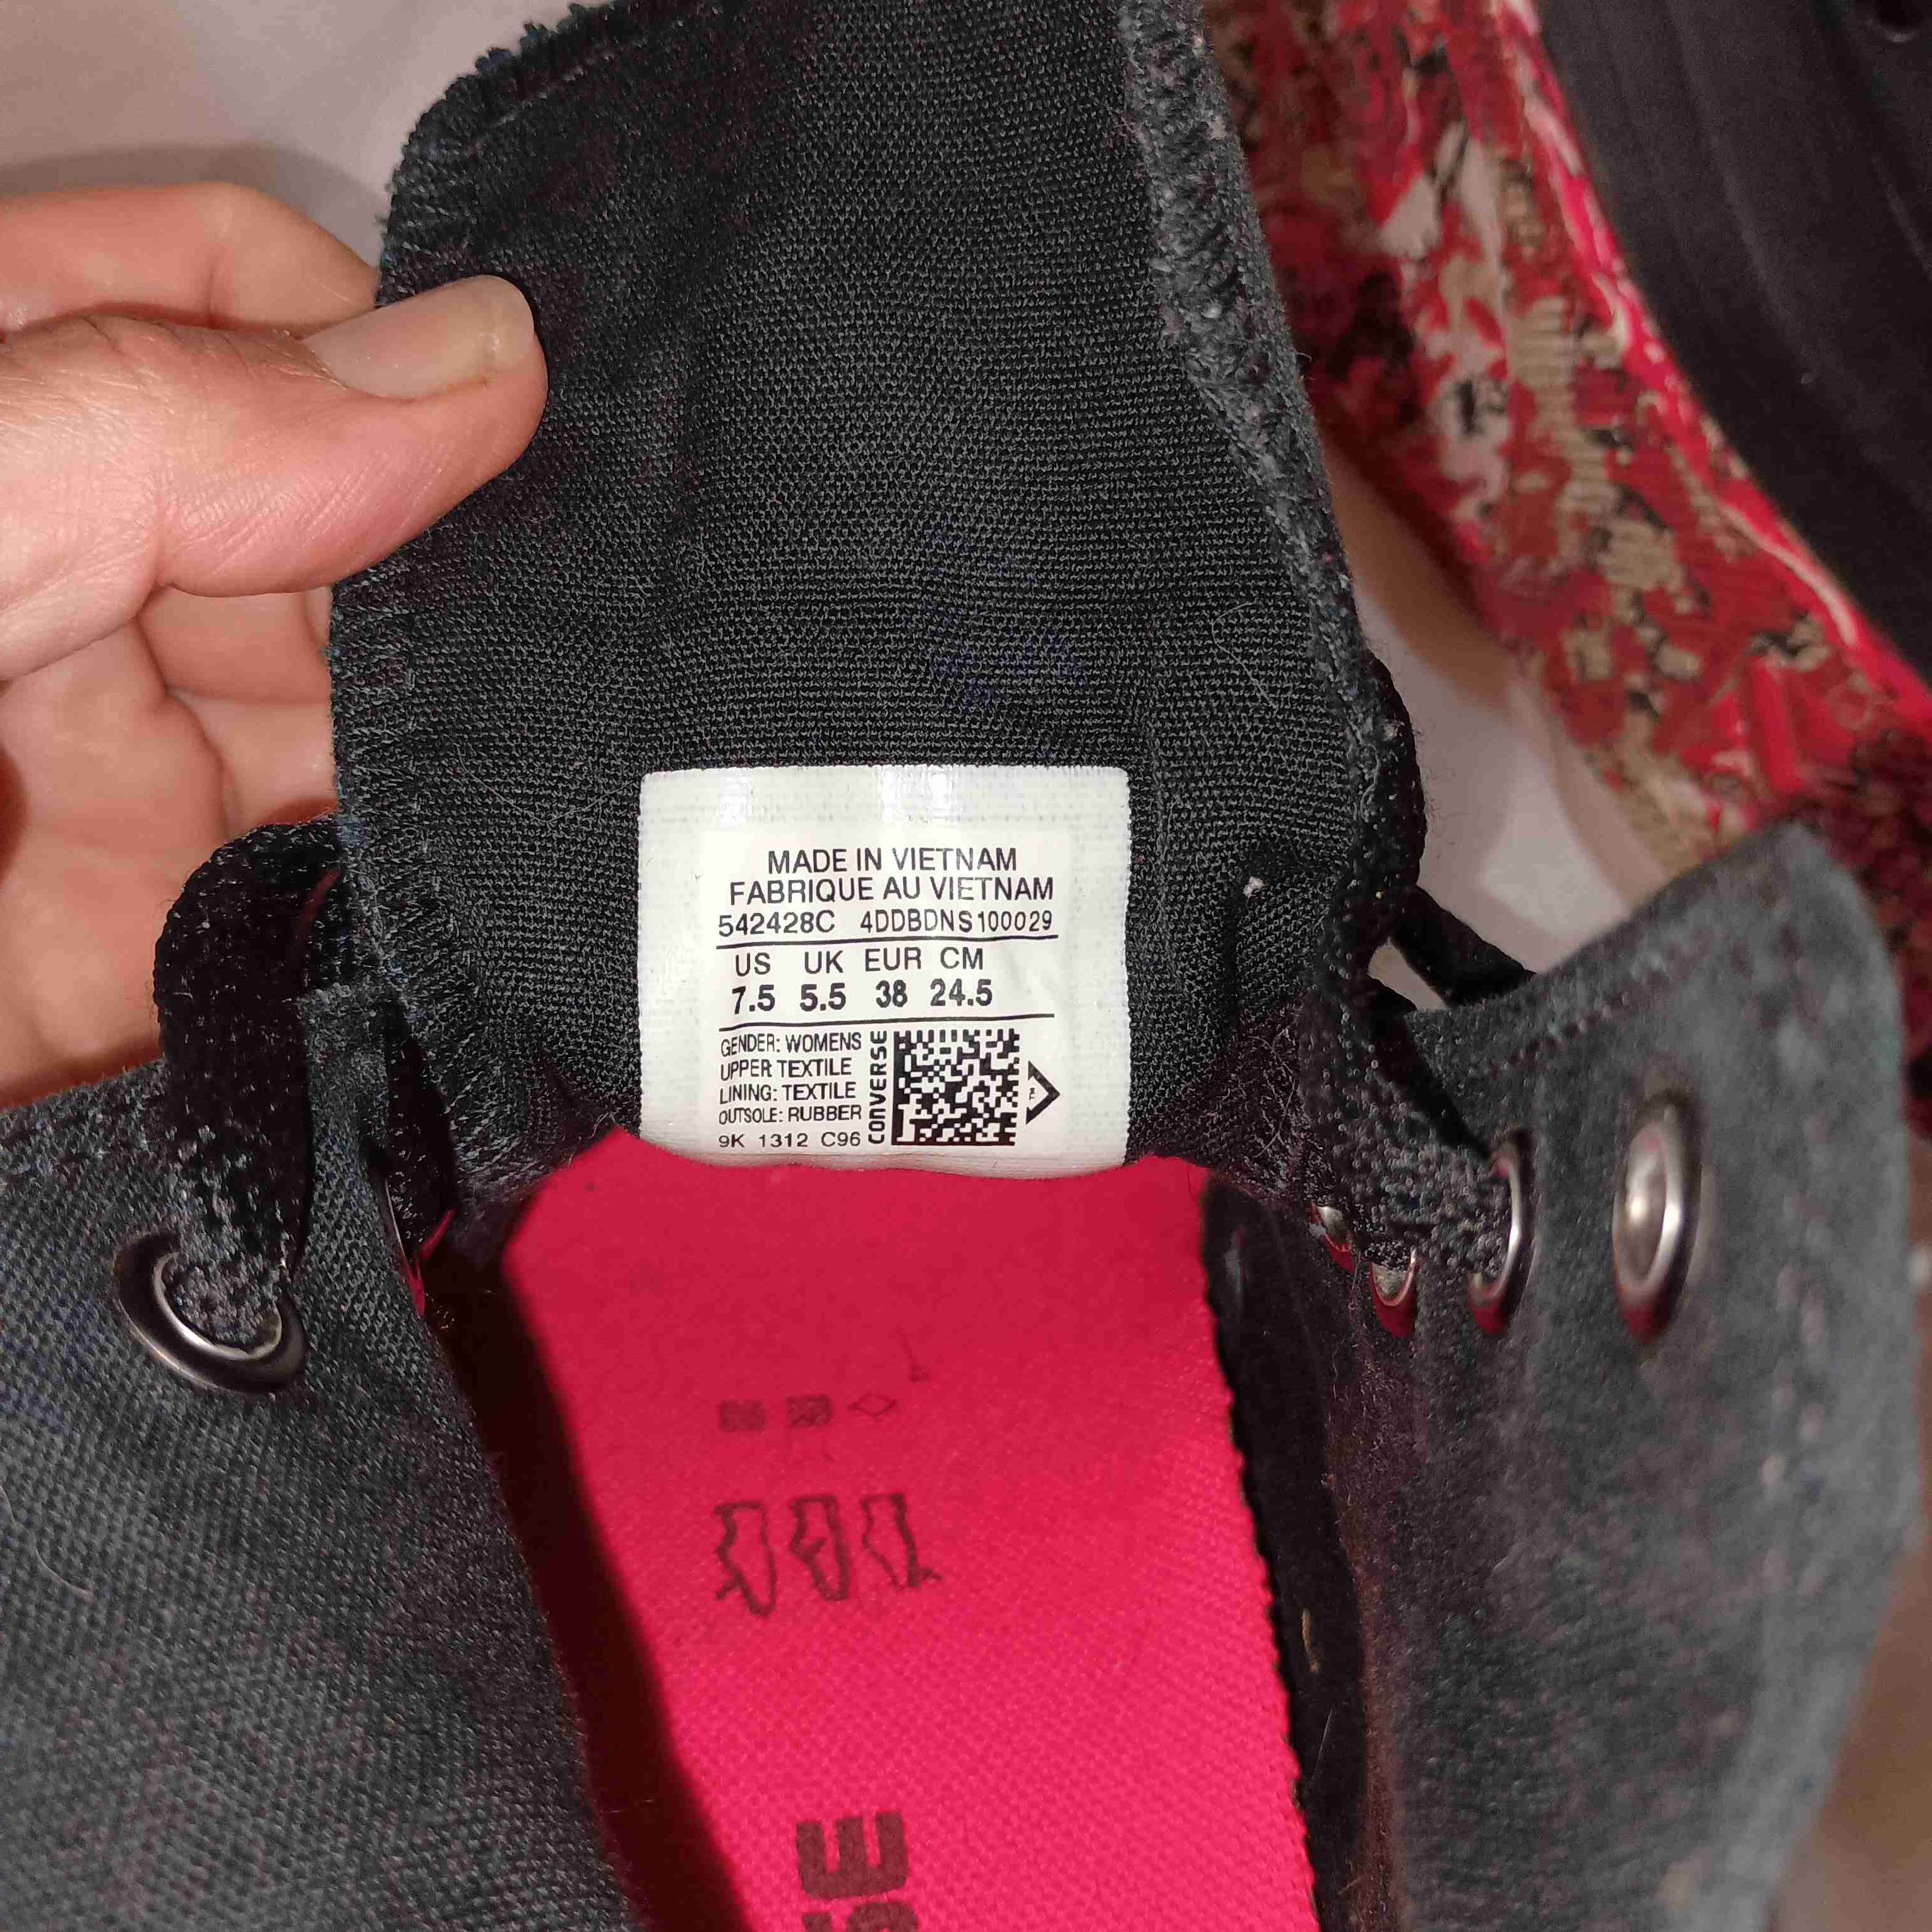 MADE IN VIETNAM
FABRIQUE AU VIETNAM
542428C 4DDBDNS100029
US UK EUR CM
7.5 5.5 38 24.5
GENDER: WOMENS
UPPER TEXTILE
LINING: TEXTILE
OUTSOLE: RUBBER
9K 1312 C96
CONVERSE
SE